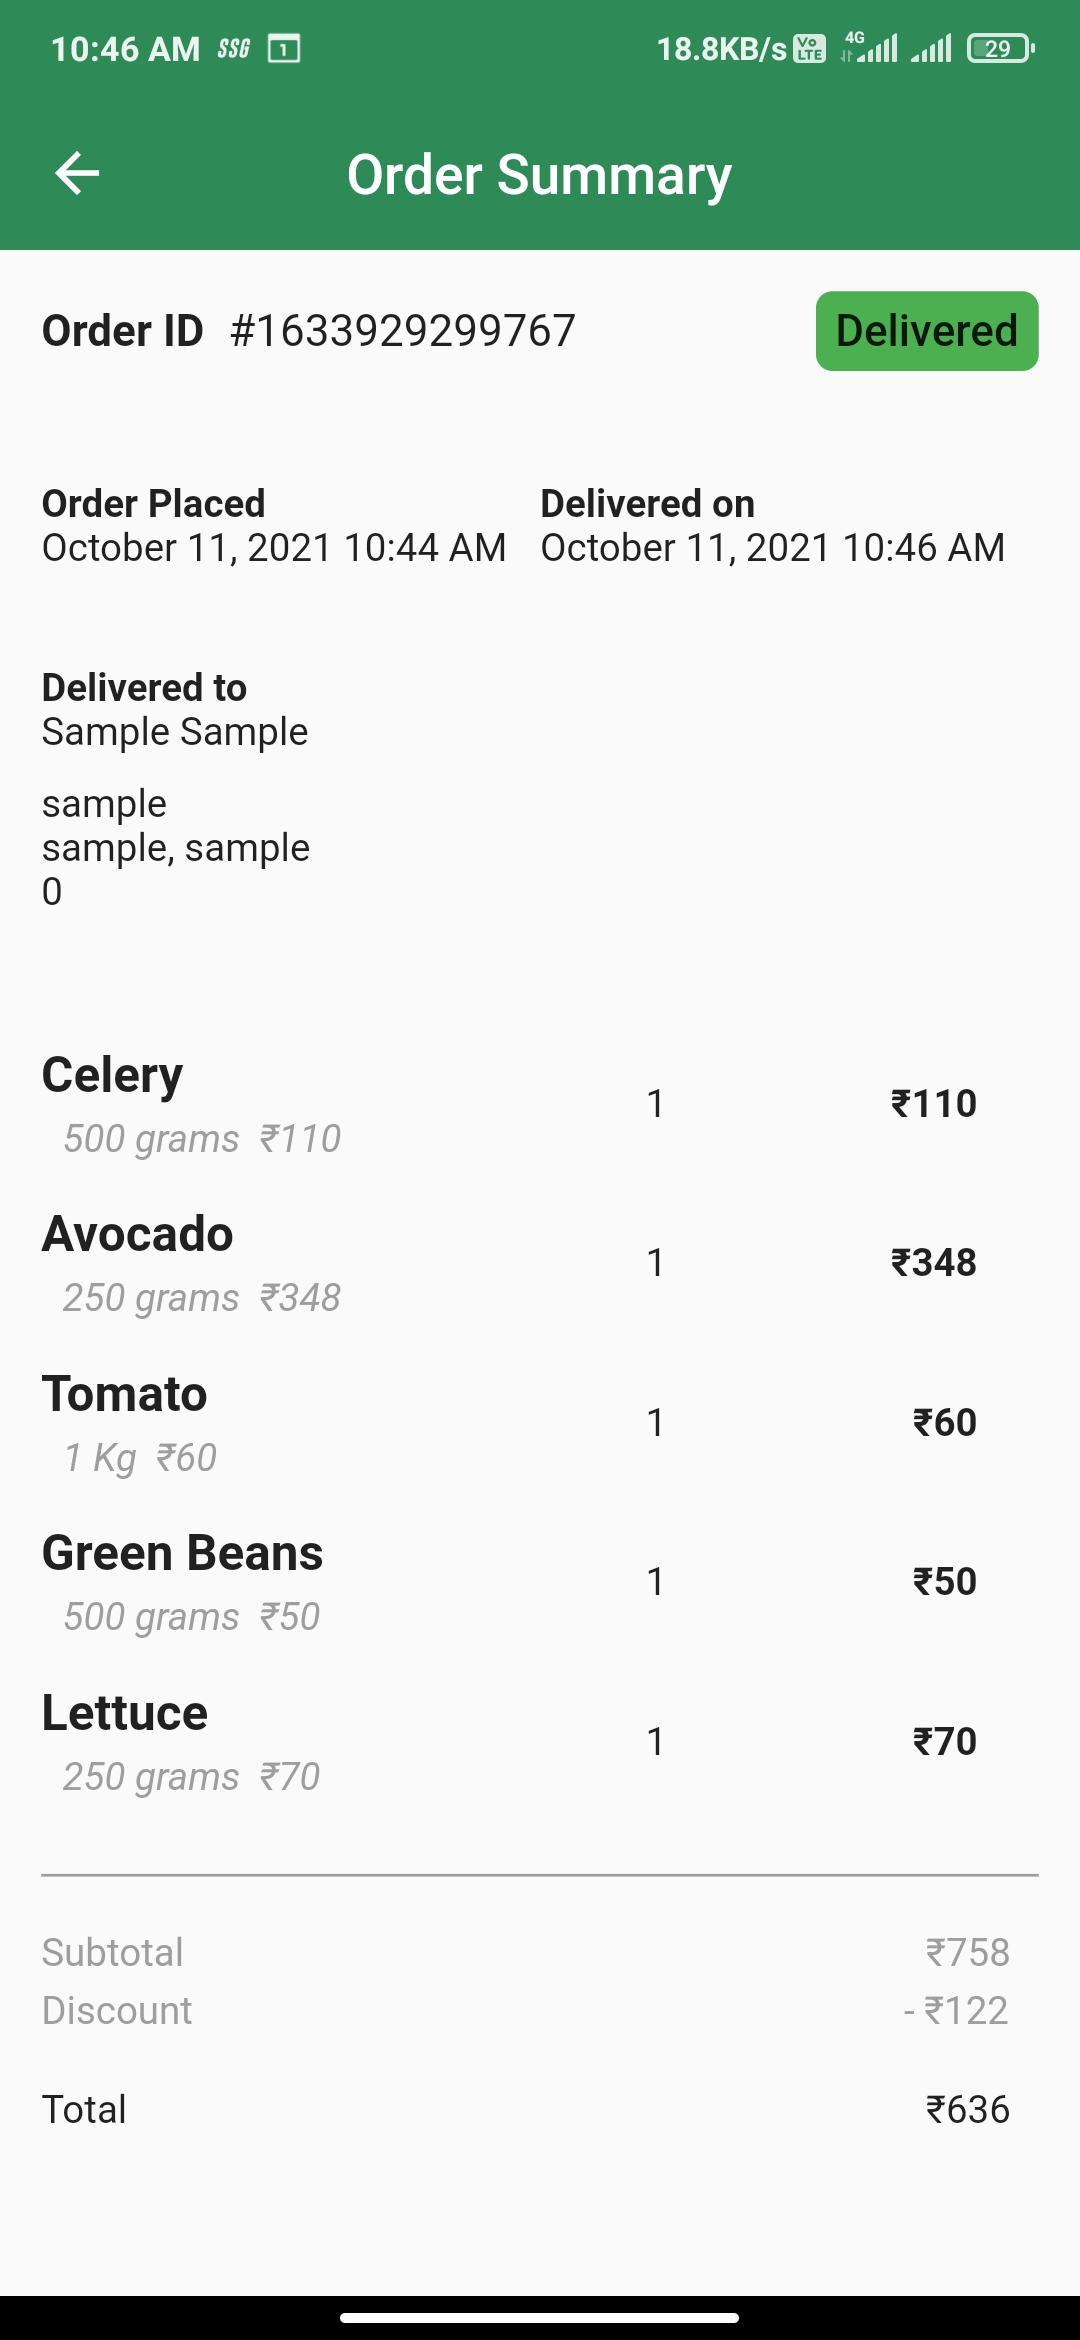 10:46 AM SSG 1 18.8KB/s Vo LTE 4G 29
Order Summary
Order ID #1633929299767 Delivered
Order Placed Delivered on
October 11, 2021 10:44 AM October 11, 2021 10:46 AM
Delivered to
Sample Sample
sample
sample, sample
0
Celery
1 ₹110
500 grams ₹110
Avocado
1 ₹348
250 grams ₹348
Tomato
1 ₹60
1 Kg ₹60
Green Beans
1 ₹50
500 grams ₹50
Lettuce
1 ₹70
250 grams ₹70
Subtotal ₹758
Discount - ₹122
Total ₹636